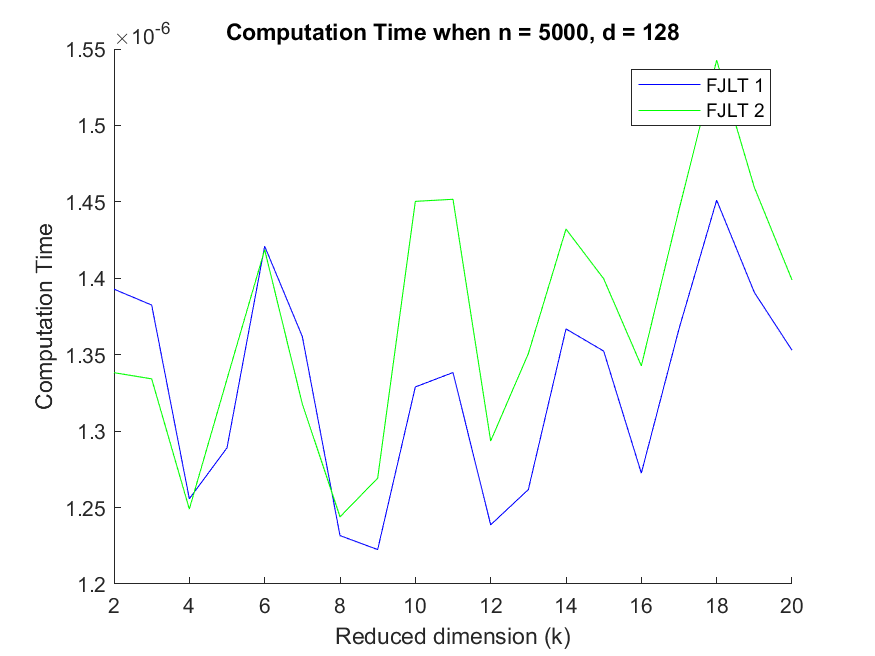 ×10-6
Computation Time when n = 5000, d = 128
1.55
1.5
1.45
1.4
1.35
1.3
1.25
1.2
Computation Time
FJLT 1
FJLT 2
2 4 6 8 10 12 14 16 18 20
Reduced dimension (k)